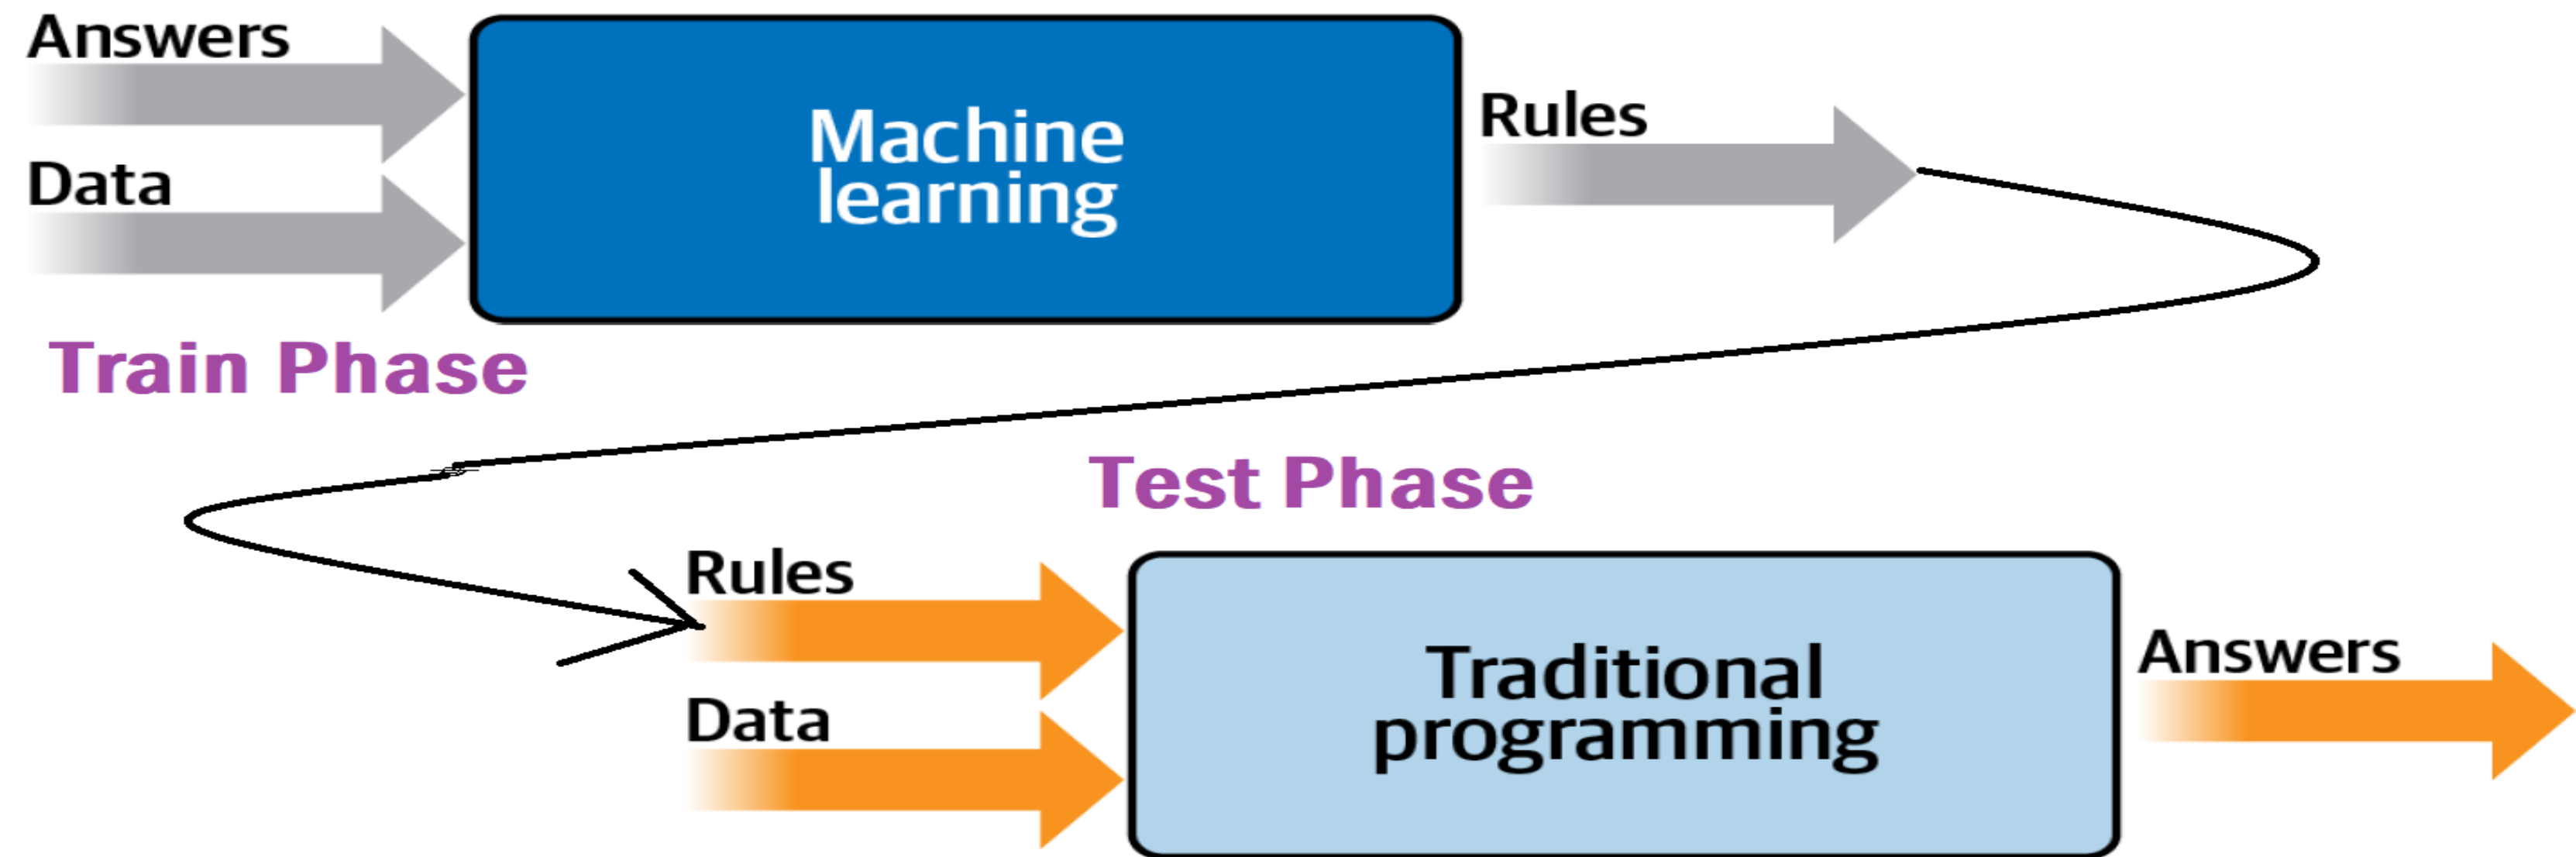 Answers
Data
Machine
learning
Rules
Train Phase
Test Phase
Rules
Data
Traditional
programming
Answers